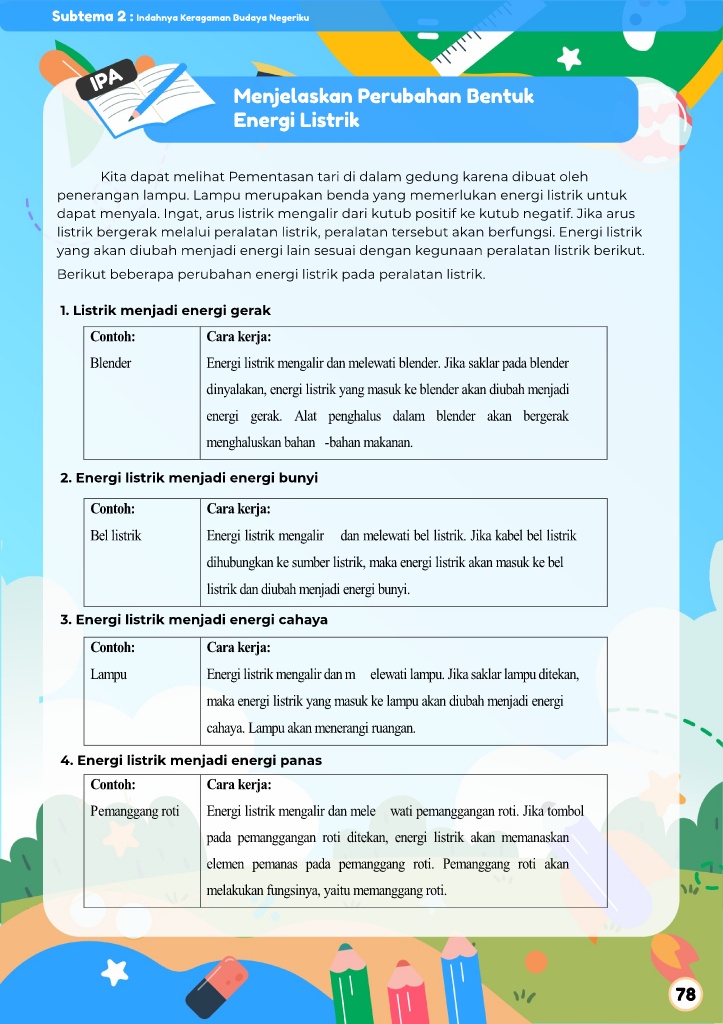 Subtema 2 : Indahnya Keragaman Budaya Negeriku
IPA
Menjelaskan Perubahan Bentuk
Energi Listrik
Kita dapat melihat Pementasan tari di dalam gedung karena dibuat oleh
penerangan lampu. Lampu merupakan benda yang memerlukan energi listrik untuk
dapat menyala. Ingat, arus listrik mengalir dari kutub positif ke kutub negatif. Jika arus
listrik bergerak melalui peralatan listrik, peralatan tersebut akan berfungsi. Energi listrik
yang akan diubah menjadi energi lain sesuai dengan kegunaan peralatan listrik berikut.
Berikut beberapa perubahan energi listrik pada peralatan listrik.
1. Listrik menjadi energi gerak
Contoh:
Blender
Cara kerja:
Energi listrik mengalir dan melewati blender. Jika saklar pada blender
dinyalakan, energi listrik yang masuk ke blender akan diubah menjadi
energi gerak. Alat penghalus dalam blender akan bergerak
menghaluskan bahan -bahan makanan.
2. Energi listrik menjadi energi bunyi
Contoh:
Bel listrik
Cara kerja:
Energi listrik mengalir dan melewati bel listrik. Jika kabel bel listrik
dihubungkan ke sumber listrik, maka energi listrik akan masuk ke bel
listrik dan diubah menjadi energi bunyi.
3. Energi listrik menjadi energi cahaya
Contoh:
Lampu
Cara kerja:
Energi listrik mengalir dan m elewati lampu. Jika saklar lampu ditekan,
maka energi listrik yang masuk ke lampu akan diubah menjadi energi
cahaya. Lampu akan menerangi ruangan.
4. Energi listrik menjadi energi panas
Contoh:
Pemanggang roti
Cara kerja:
Energi listrik mengalir dan mele wati pemanggangan roti. Jika tombol
pada pemanggangan roti ditekan, energi listrik akan memanaskan
elemen pemanas pada pemanggang roti. Pemanggang roti akan
melakukan fungsinya, yaitu memanggang roti.
78